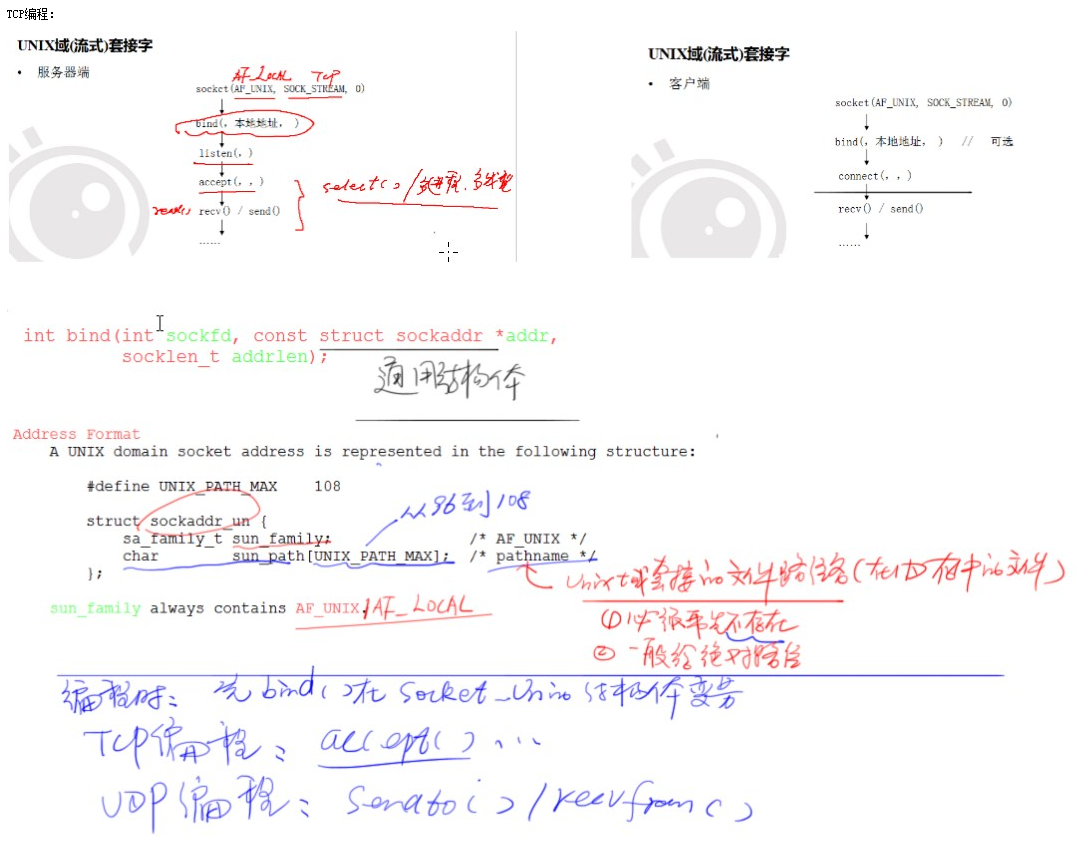 TCP编程：
UNIX域(流式)套接字
• 服务器端
AF_LOCAL TCP
socket(AF_UNIX, SOCK_STREAM, 0)
bind(, 本地地址, )
listen(, )
accept(, , )
select()/多进程、多线程
recv() / send()
......
UNIX域(流式)套接字
• 客户端
socket(AF_UNIX, SOCK_STREAM, 0)
bind(, 本地地址, ) // 可选
connect(, , )
recv() / send()
......
int bind(int sockfd, const struct sockaddr *addr,
socklen_t addrlen);
通用结构体
Address Format
A UNIX domain socket address is represented in the following structure:
#define UNIX_PATH_MAX 108
从96到108
struct sockaddr_un {
sa_family_t sun_family; /* AF_UNIX */
char sun_path[UNIX_PATH_MAX]; /* pathname */
};
Unix域套接的文件路径(在内存中的文件)
sun_family always contains AF_UNIX. /AF_LOCAL
① 必须事先不存在
② 一般给绝对路径
编程时： 先bind()在socket_Unio结构体变
TCP编程： accept()...
UDP编程： sendto()/recvfrom()